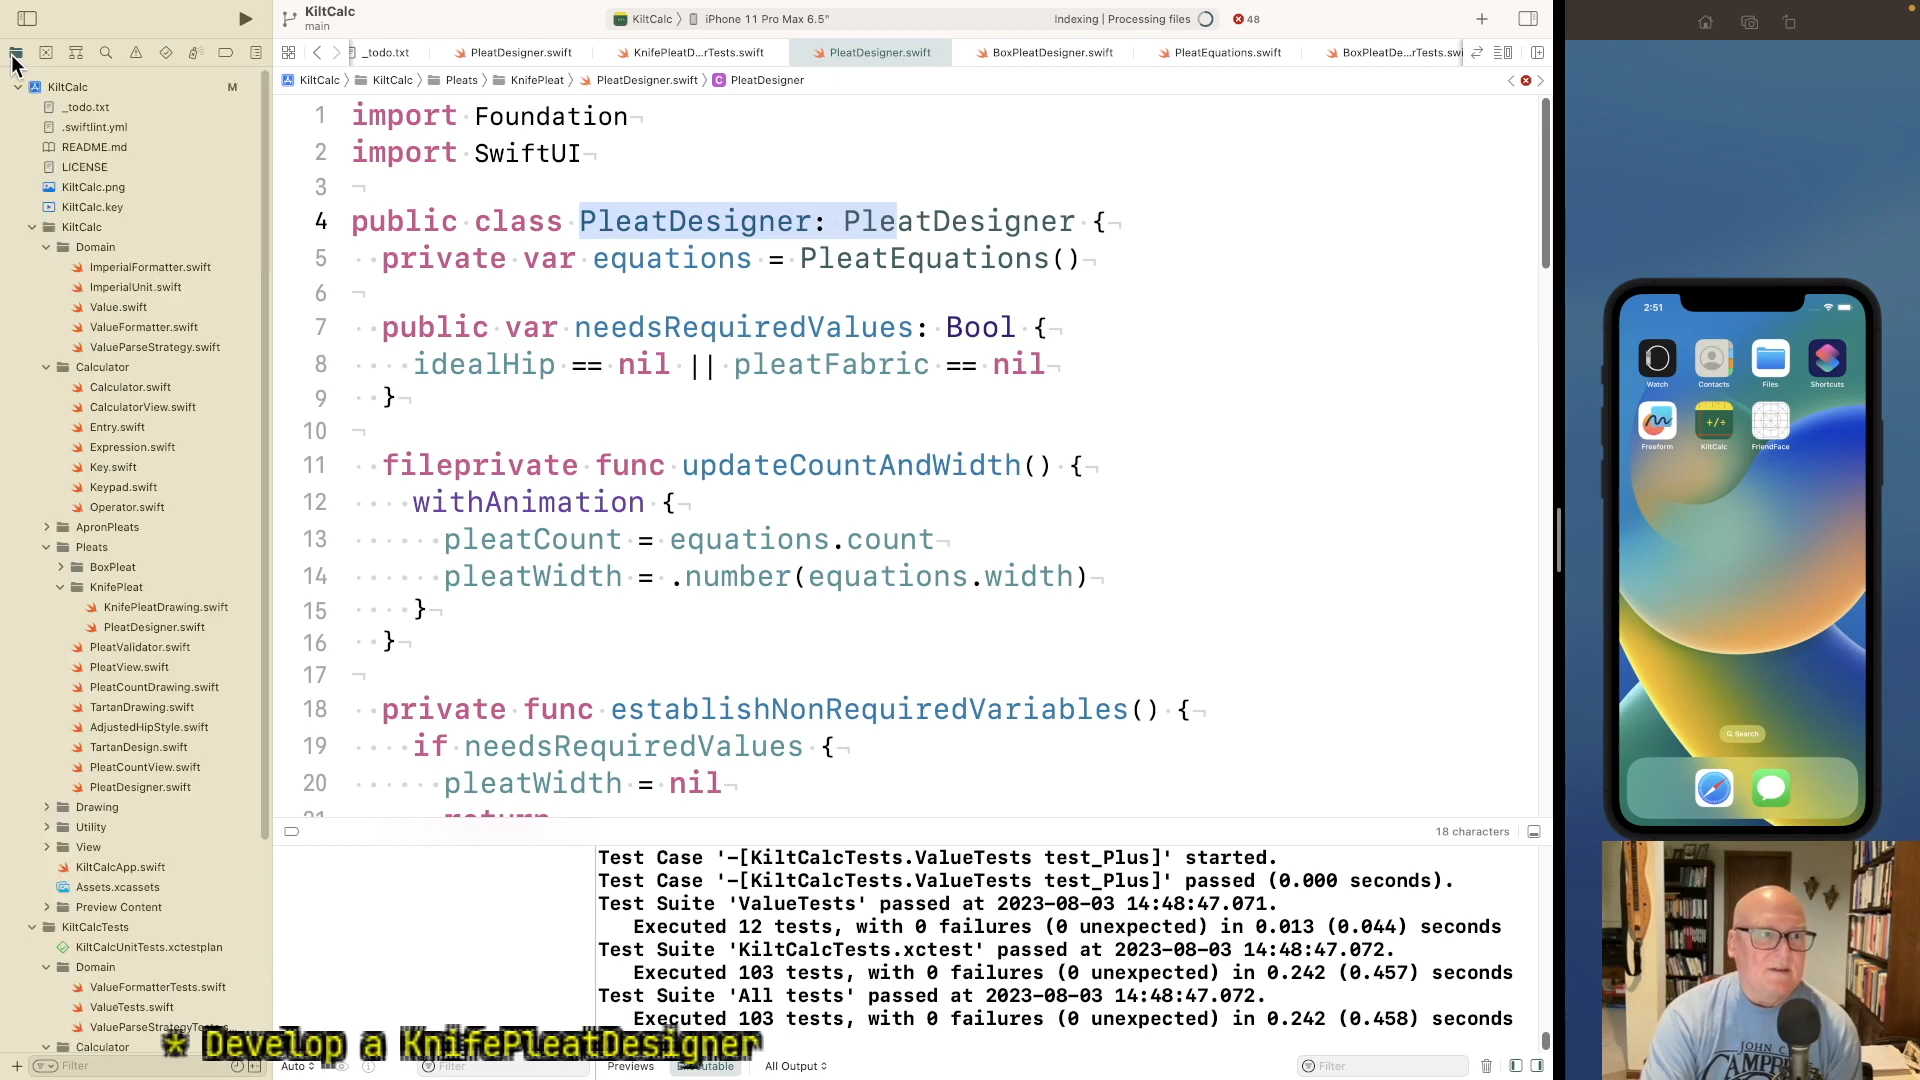 KiltCalc
main
KiltCalc
iPhone 11 Pro Max 6.5"
Indexing | Processing files
48
_todo.txt
PleatDesigner.swift
KnifePleatD...rTests.swift
PleatDesigner.swift
BoxPleatDesigner.swift
PleatEquations.swift
BoxPleatDe...rTests.swi
KiltCalc
KiltCalc
Pleats
KnifePleat
PleatDesigner.swift
PleatDesigner
KiltCalc
M
_todo.txt
.swiftlint.yml
README.md
LICENSE
KiltCalc.png
KiltCalc.key
KiltCalc
Domain
ImperialFormatter.swift
ImperialUnit.swift
Value.swift
ValueFormatter.swift
ValueParseStrategy.swift
Calculator
Calculator.swift
CalculatorView.swift
Entry.swift
Expression.swift
Key.swift
Keypad.swift
Operator.swift
ApronPleats
Pleats
BoxPleat
KnifePleat
KnifePleatDrawing.swift
PleatDesigner.swift
PleatValidator.swift
PleatView.swift
PleatCountDrawing.swift
TartanDrawing.swift
AdjustedHipStyle.swift
TartanDesign.swift
PleatCountView.swift
PleatDesigner.swift
Drawing
Utility
View
KiltCalcApp.swift
Assets.xcassets
Preview Content
KiltCalcTests
KiltCalcUnitTests.xctestplan
Domain
ValueFormatterTests.swift
ValueTests.swift
ValueParseStrategyTests.s...
Calculator
Filter
1 import Foundation¬
2 import SwiftUI¬
3 ¬
4 public class PleatDesigner: PleatDesigner {¬
5 private var equations = PleatEquations()¬
6 ¬
7 public var needsRequiredValues: Bool {¬
8 idealHip == nil || pleatFabric == nil¬
9 }¬
10 ¬
11 fileprivate func updateCountAndWidth() {¬
12 withAnimation {¬
13 pleatCount = equations.count¬
14 pleatWidth = .number(equations.width)¬
15 }¬
16 }¬
17 ¬
18 private func establishNonRequiredVariables() {¬
19 if needsRequiredValues {¬
20 pleatWidth = nil¬
21 return
18 characters
Test Case '-[KiltCalcTests.ValueTests test_Plus]' started.
Test Case '-[KiltCalcTests.ValueTests test_Plus]' passed (0.000 seconds).
Test Suite 'ValueTests' passed at 2023-08-03 14:48:47.071.
Executed 12 tests, with 0 failures (0 unexpected) in 0.013 (0.044) seconds
Test Suite 'KiltCalcTests.xctest' passed at 2023-08-03 14:48:47.072.
Executed 103 tests, with 0 failures (0 unexpected) in 0.242 (0.457) seconds
Test Suite 'All tests' passed at 2023-08-03 14:48:47.072.
Executed 103 tests, with 0 failures (0 unexpected) in 0.242 (0.458) seconds
* Develop a KnifePleatDesigner
Auto
Filter
Previews
Executable
All Output
Filter
2:51
Watch
Contacts
Files
Shortcuts
Freeform
+/÷
KiltCalc
FriendFace
Search
JOHN C.
CAMPBE